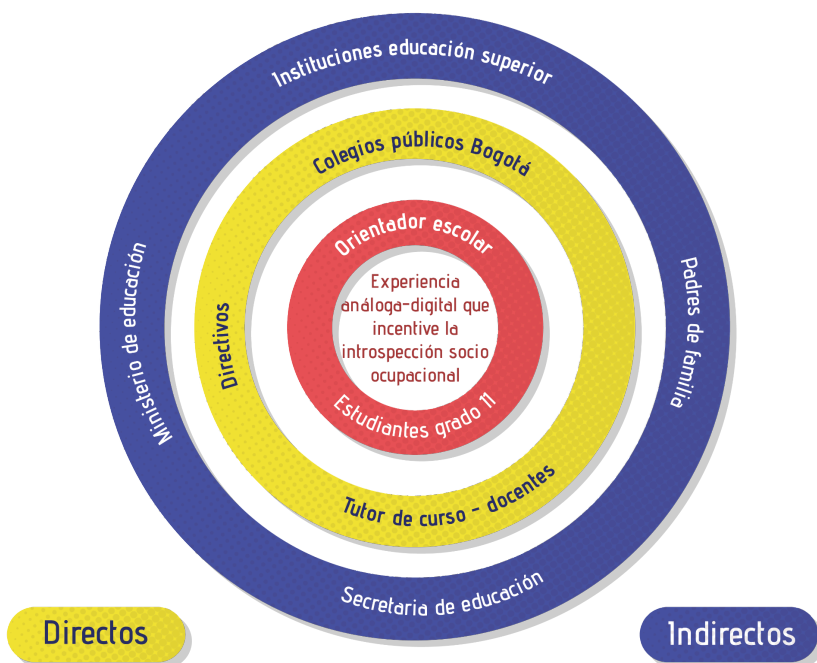 Instituciones educación superior
Colegios públicos Bogotá
Orientador escolar
Ministerio de educación
Directivos
Experiencia
análoga-digital que
incentive la
introspección socio
ocupacional
Padres de familia
Estudiantes grado 11
Tutor de curso - docentes
Secretaria de educación
Directos
Indirectos